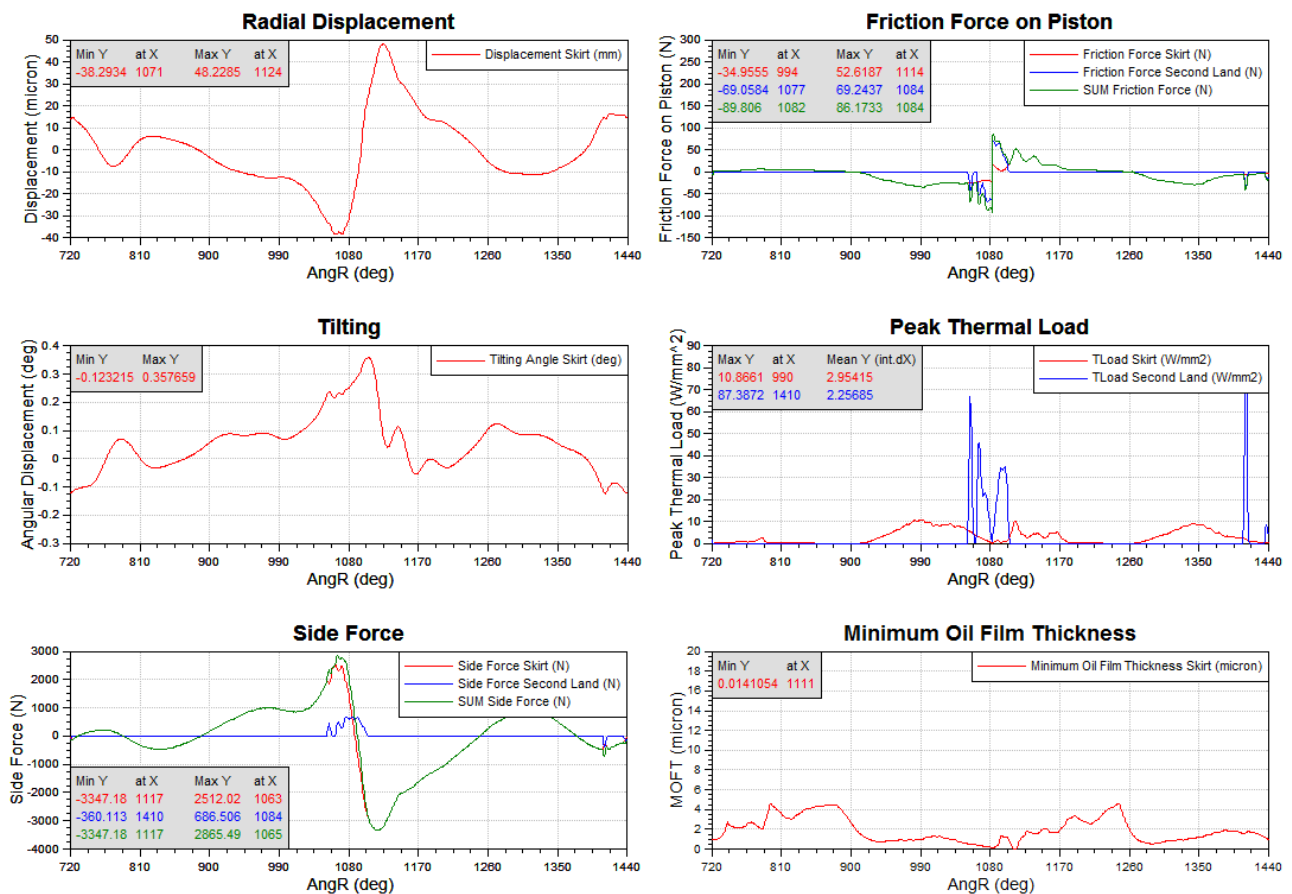 Radial Displacement
Displacement (micron)
50
40
30
20
10
0
-10
-20
-30
-40
Min Y at X Max Y at X
-38.2934 1071 48.2285 1124
Displacement Skirt (mm)
720 810 900 990 1080 1170 1260 1350 1440
AngR (deg)
Friction Force on Piston
Friction Force on Piston (N)
300
250
200
150
100
50
0
-50
-100
-150
Min Y at X Max Y at X
-34.9555 994 52.6187 1114
-69.0584 1077 69.2437 1084
-89.806 1082 86.1733 1084
Friction Force Skirt (N)
Friction Force Second Land (N)
SUM Friction Force (N)
720 810 900 990 1080 1170 1260 1350 1440
AngR (deg)
Tilting
Angular Displacement (deg)
0.4
0.3
0.2
0.1
0.0
-0.1
-0.2
-0.3
Min Y Max Y
-0.123215 0.357659
Tilting Angle Skirt (deg)
720 810 900 990 1080 1170 1260 1350 1440
AngR (deg)
Peak Thermal Load
Peak Thermal Load (W/mm^2)
90
80
70
60
50
40
30
20
10
0
Max Y at X Mean Y (int.dX)
10.8661 990 2.95415
87.3872 1410 2.25685
TLoad Skirt (W/mm2)
TLoad Second Land (W/mm2)
720 810 900 990 1080 1170 1260 1350 1440
AngR (deg)
Side Force
Side Force (N)
3000
2000
1000
0
-1000
-2000
-3000
-4000
Side Force Skirt (N)
Side Force Second Land (N)
SUM Side Force (N)
Min Y at X Max Y at X
-3347.18 1117 2512.02 1063
-360.113 1410 686.506 1084
-3347.18 1117 2865.49 1065
720 810 900 990 1080 1170 1260 1350 1440
AngR (deg)
Minimum Oil Film Thickness
MOFT (micron)
20
18
16
14
12
10
8
6
4
2
0
Min Y at X
0.0141054 1111
Minimum Oil Film Thickness Skirt (micron)
720 810 900 990 1080 1170 1260 1350 1440
AngR (deg)